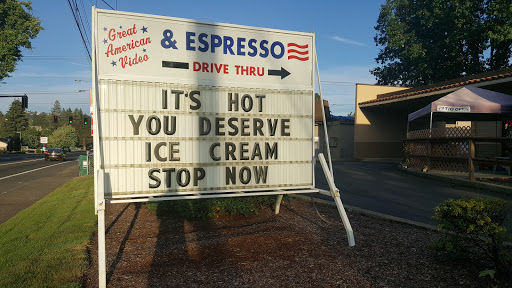 Great
American
Video
& ESPRESSO
DRIVE THRU
IT'S HOT
YOU DESERVE
ICE CREAM
STOP NOW